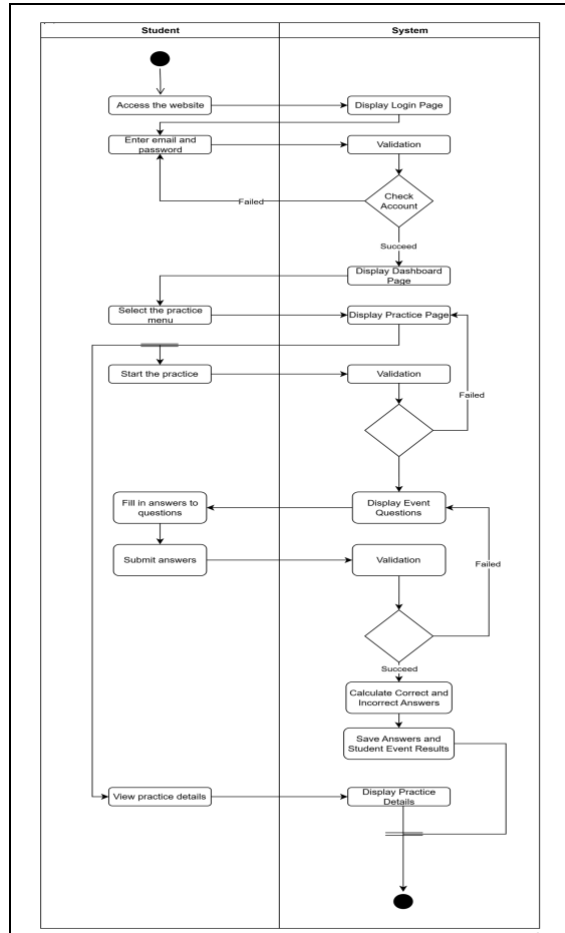 Student
System
Access the website
Display Login Page
Enter email and
password
Validation
Check
Account
Failed
Succeed
Display Dashboard
Page
Select the practice
menu
Display Practice Page
Start the practice
Validation
Failed
Fill in answers to
questions
Display Event
Questions
Submit answers
Validation
Failed
Succeed
Calculate Correct and
Incorrect Answers
Save Answers and
Student Event Results
View practice details
Display Practice
Details